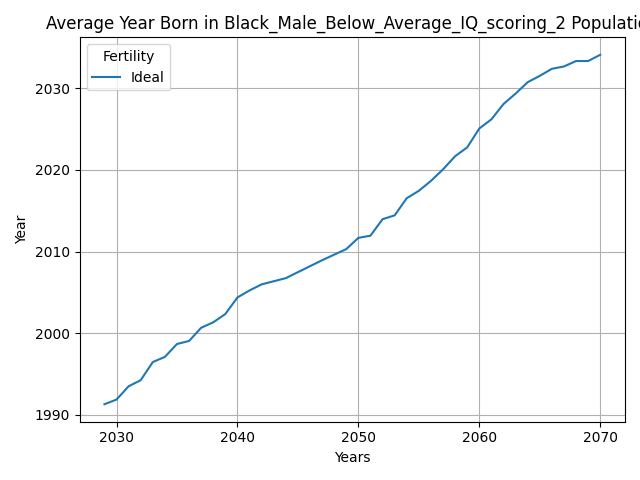 Average Year Born in Black_Male_Below_Average_IQ_scoring_2 Populatio
Fertility
Ideal
2030
2020
2010
2000
1990
Year
2030 2040 2050 2060 2070
Years